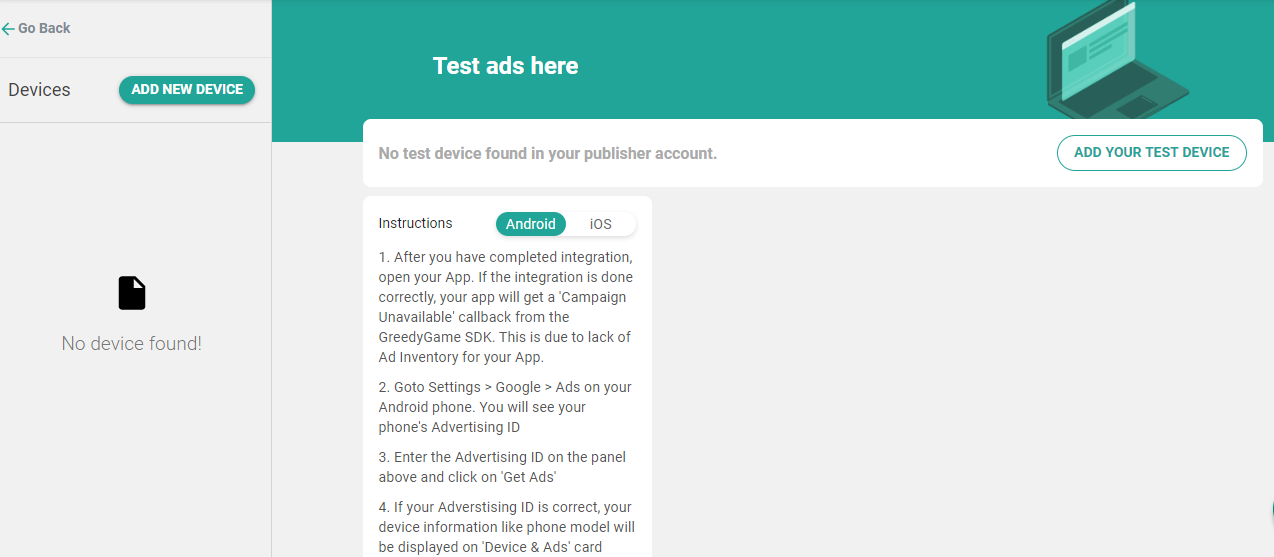 Go Back
Devices
ADD NEW DEVICE
No device found!
Test ads here
No test device found in your publisher account.
ADD YOUR TEST DEVICE
Instructions
Android
iOS
1. After you have completed integration,
open your App. If the integration is done
correctly, your app will get a 'Campaign
Unavailable' callback from the
GreedyGame SDK. This is due to lack of
Ad Inventory for your App.
2. Goto Settings > Google > Ads on your
Android phone. You will see your
phone's Advertising ID
3. Enter the Advertising ID on the panel
above and click on 'Get Ads'
4. If your Adverstising ID is correct, your
device information like phone model will
be displayed on 'Device & Ads' card